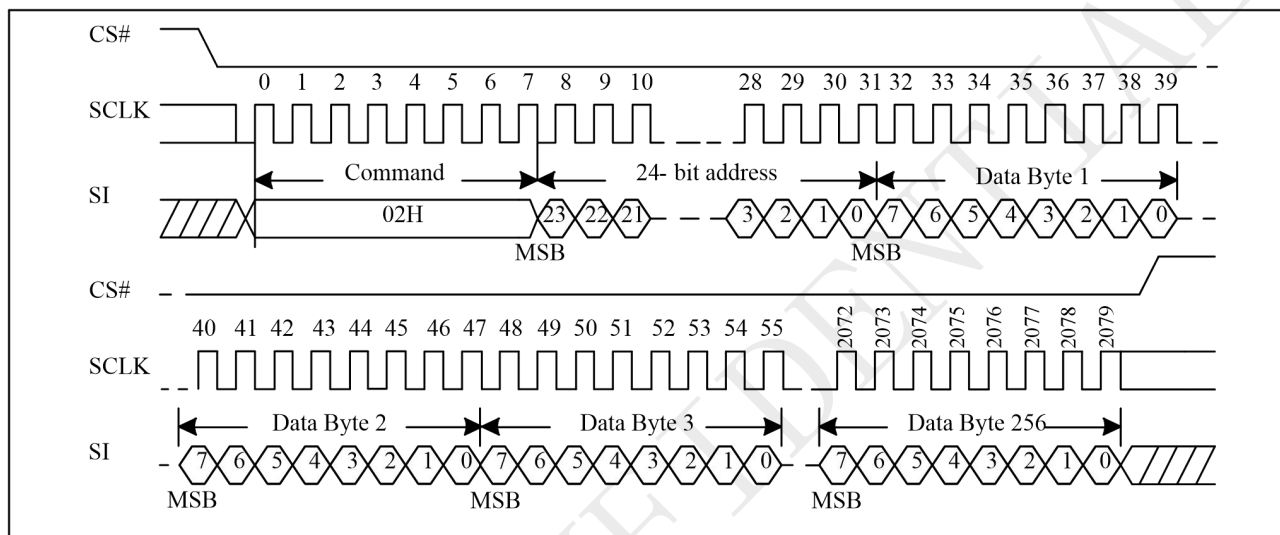 CS#
0 1 2 3 4 5 6 7 8 9 10 28 29 30 31 32 33 34 35 36 37 38 39
SCLK
Command 24- bit address Data Byte 1
SI
02H 23 22 21 3 2 1 0 7 6 5 4 3 2 1 0
MSB MSB
CS#
40 41 42 43 44 45 46 47 48 49 50 51 52 53 54 55 2072 2073 2074 2075 2076 2077 2078 2079
SCLK
Data Byte 2 Data Byte 3 Data Byte 256
SI
7 6 5 4 3 2 1 0 7 6 5 4 3 2 1 0 7 6 5 4 3 2 1 0
MSB MSB MSB